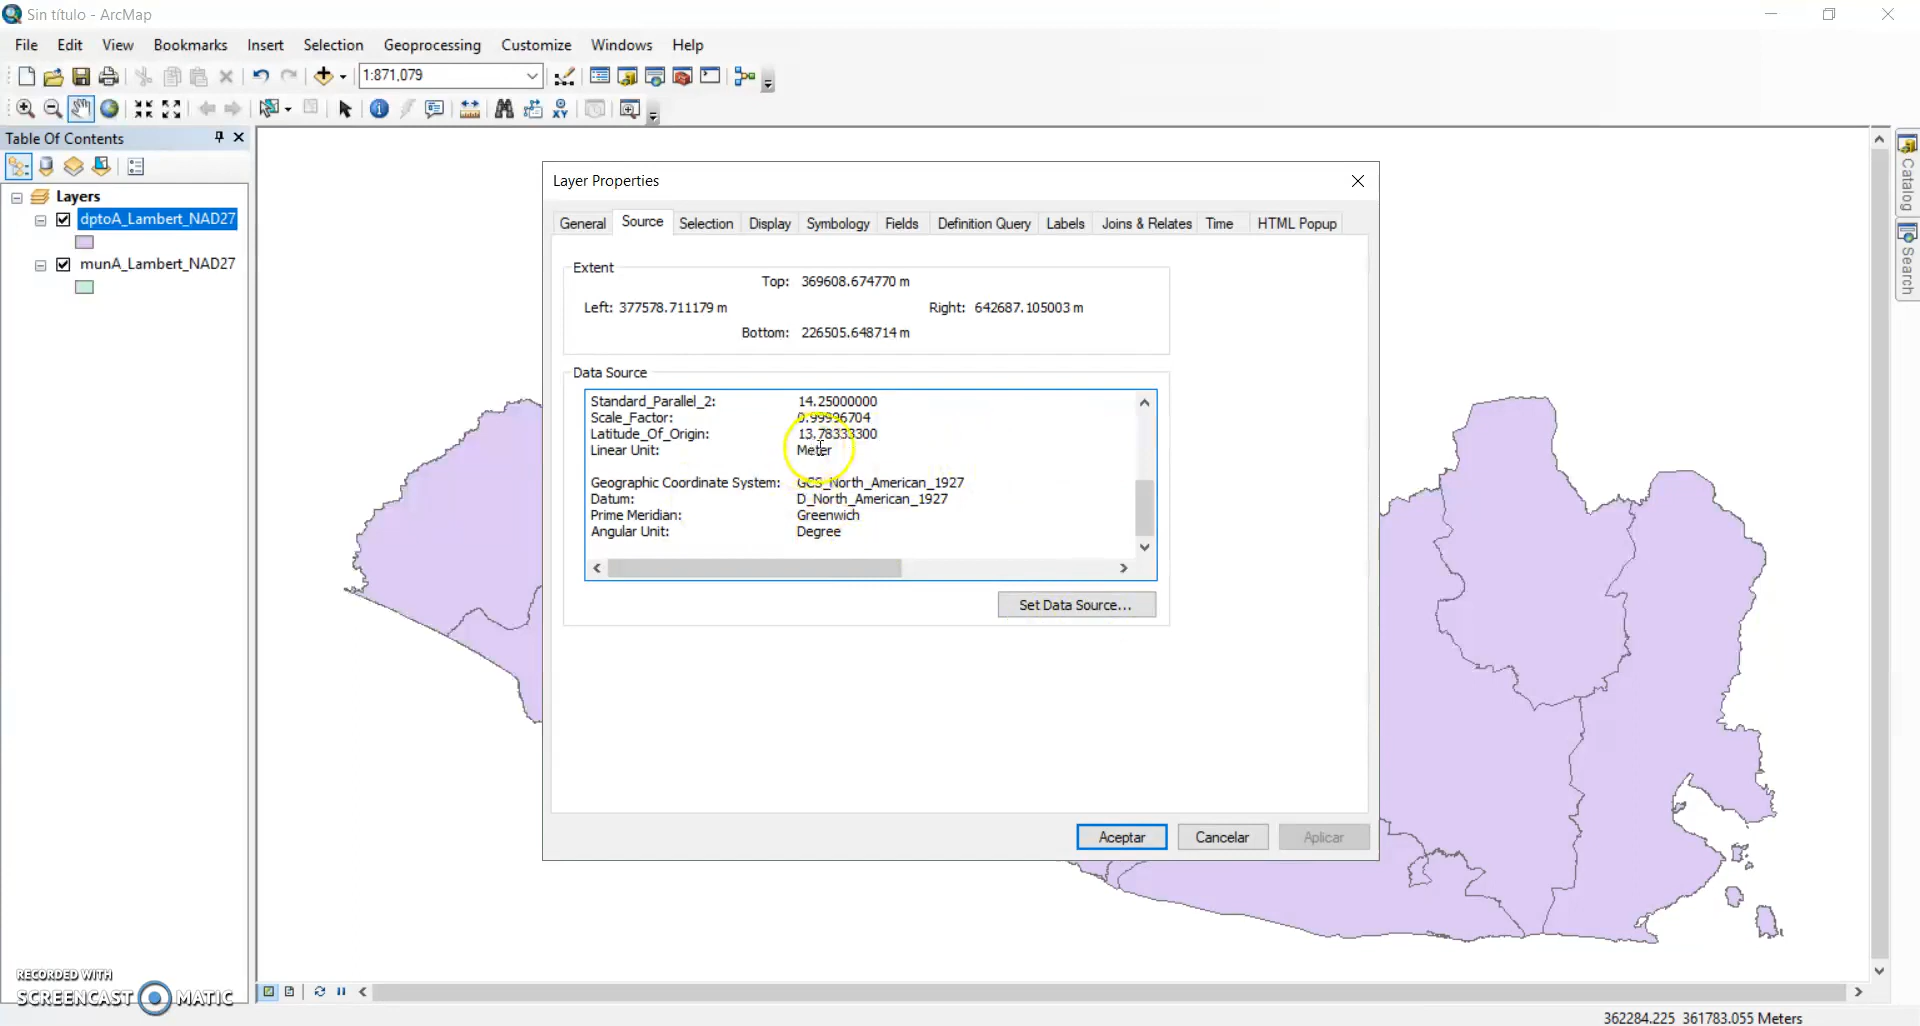 Sin título - ArcMap
File Edit View Bookmarks Insert Selection Geoprocessing Customize Windows Help
1:871,079
Table Of Contents
Layers
dptoA_Lambert_NAD27
munA_Lambert_NAD27
Layer Properties
General Source Selection Display Symbology Fields Definition Query Labels Joins & Relates Time HTML Popup
Extent
Top: 369608.674770 m
Left: 377578.711179 m Right: 642687.105003 m
Bottom: 226505.648714 m
Data Source
Standard_Parallel_2: 14.25000000
Scale_Factor: 0.99996704
Latitude_Of_Origin: 13.78333300
Linear Unit: Meter
Geographic Coordinate System: GCS_North_American_1927
Datum: D_North_American_1927
Prime Meridian: Greenwich
Angular Unit: Degree
Set Data Source...
Aceptar Cancelar Aplicar
Catalog
Search
RECORDED WITH
SCREENCAST MATIC
362284.225 361783.055 Meters